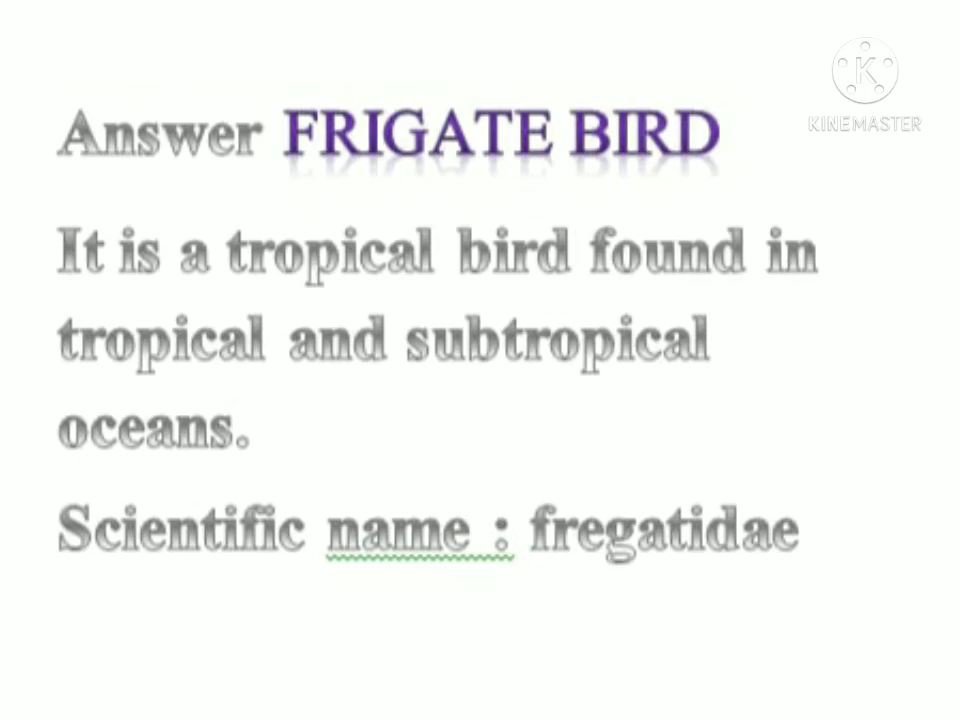 Answer FRIGATE BIRD
KINEMASTER
It is a tropical bird found in
tropical and subtropical
oceans.
Scientific name : fregatidae